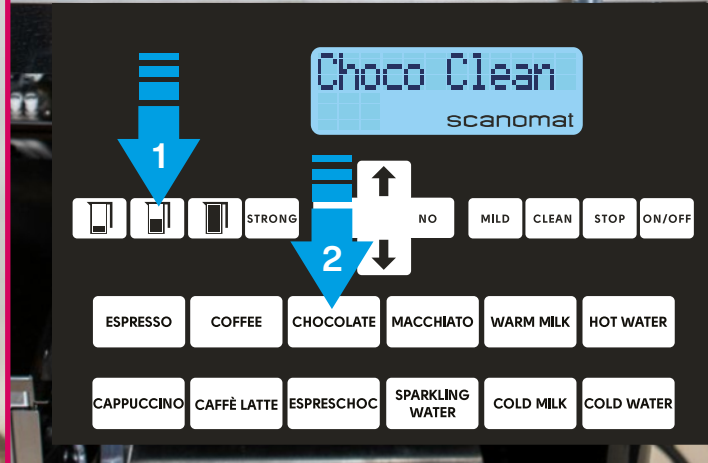 Choco Clean
scanomat
1
STRONG
NO
MILD
CLEAN
STOP
ON/OFF
2
ESPRESSO
COFFEE
CHOCOLATE
MACCHIATO
WARM MILK
HOT WATER
CAPPUCCINO
CAFFÈ LATTE
ESPRESCHOC
SPARKLING
WATER
COLD MILK
COLD WATER